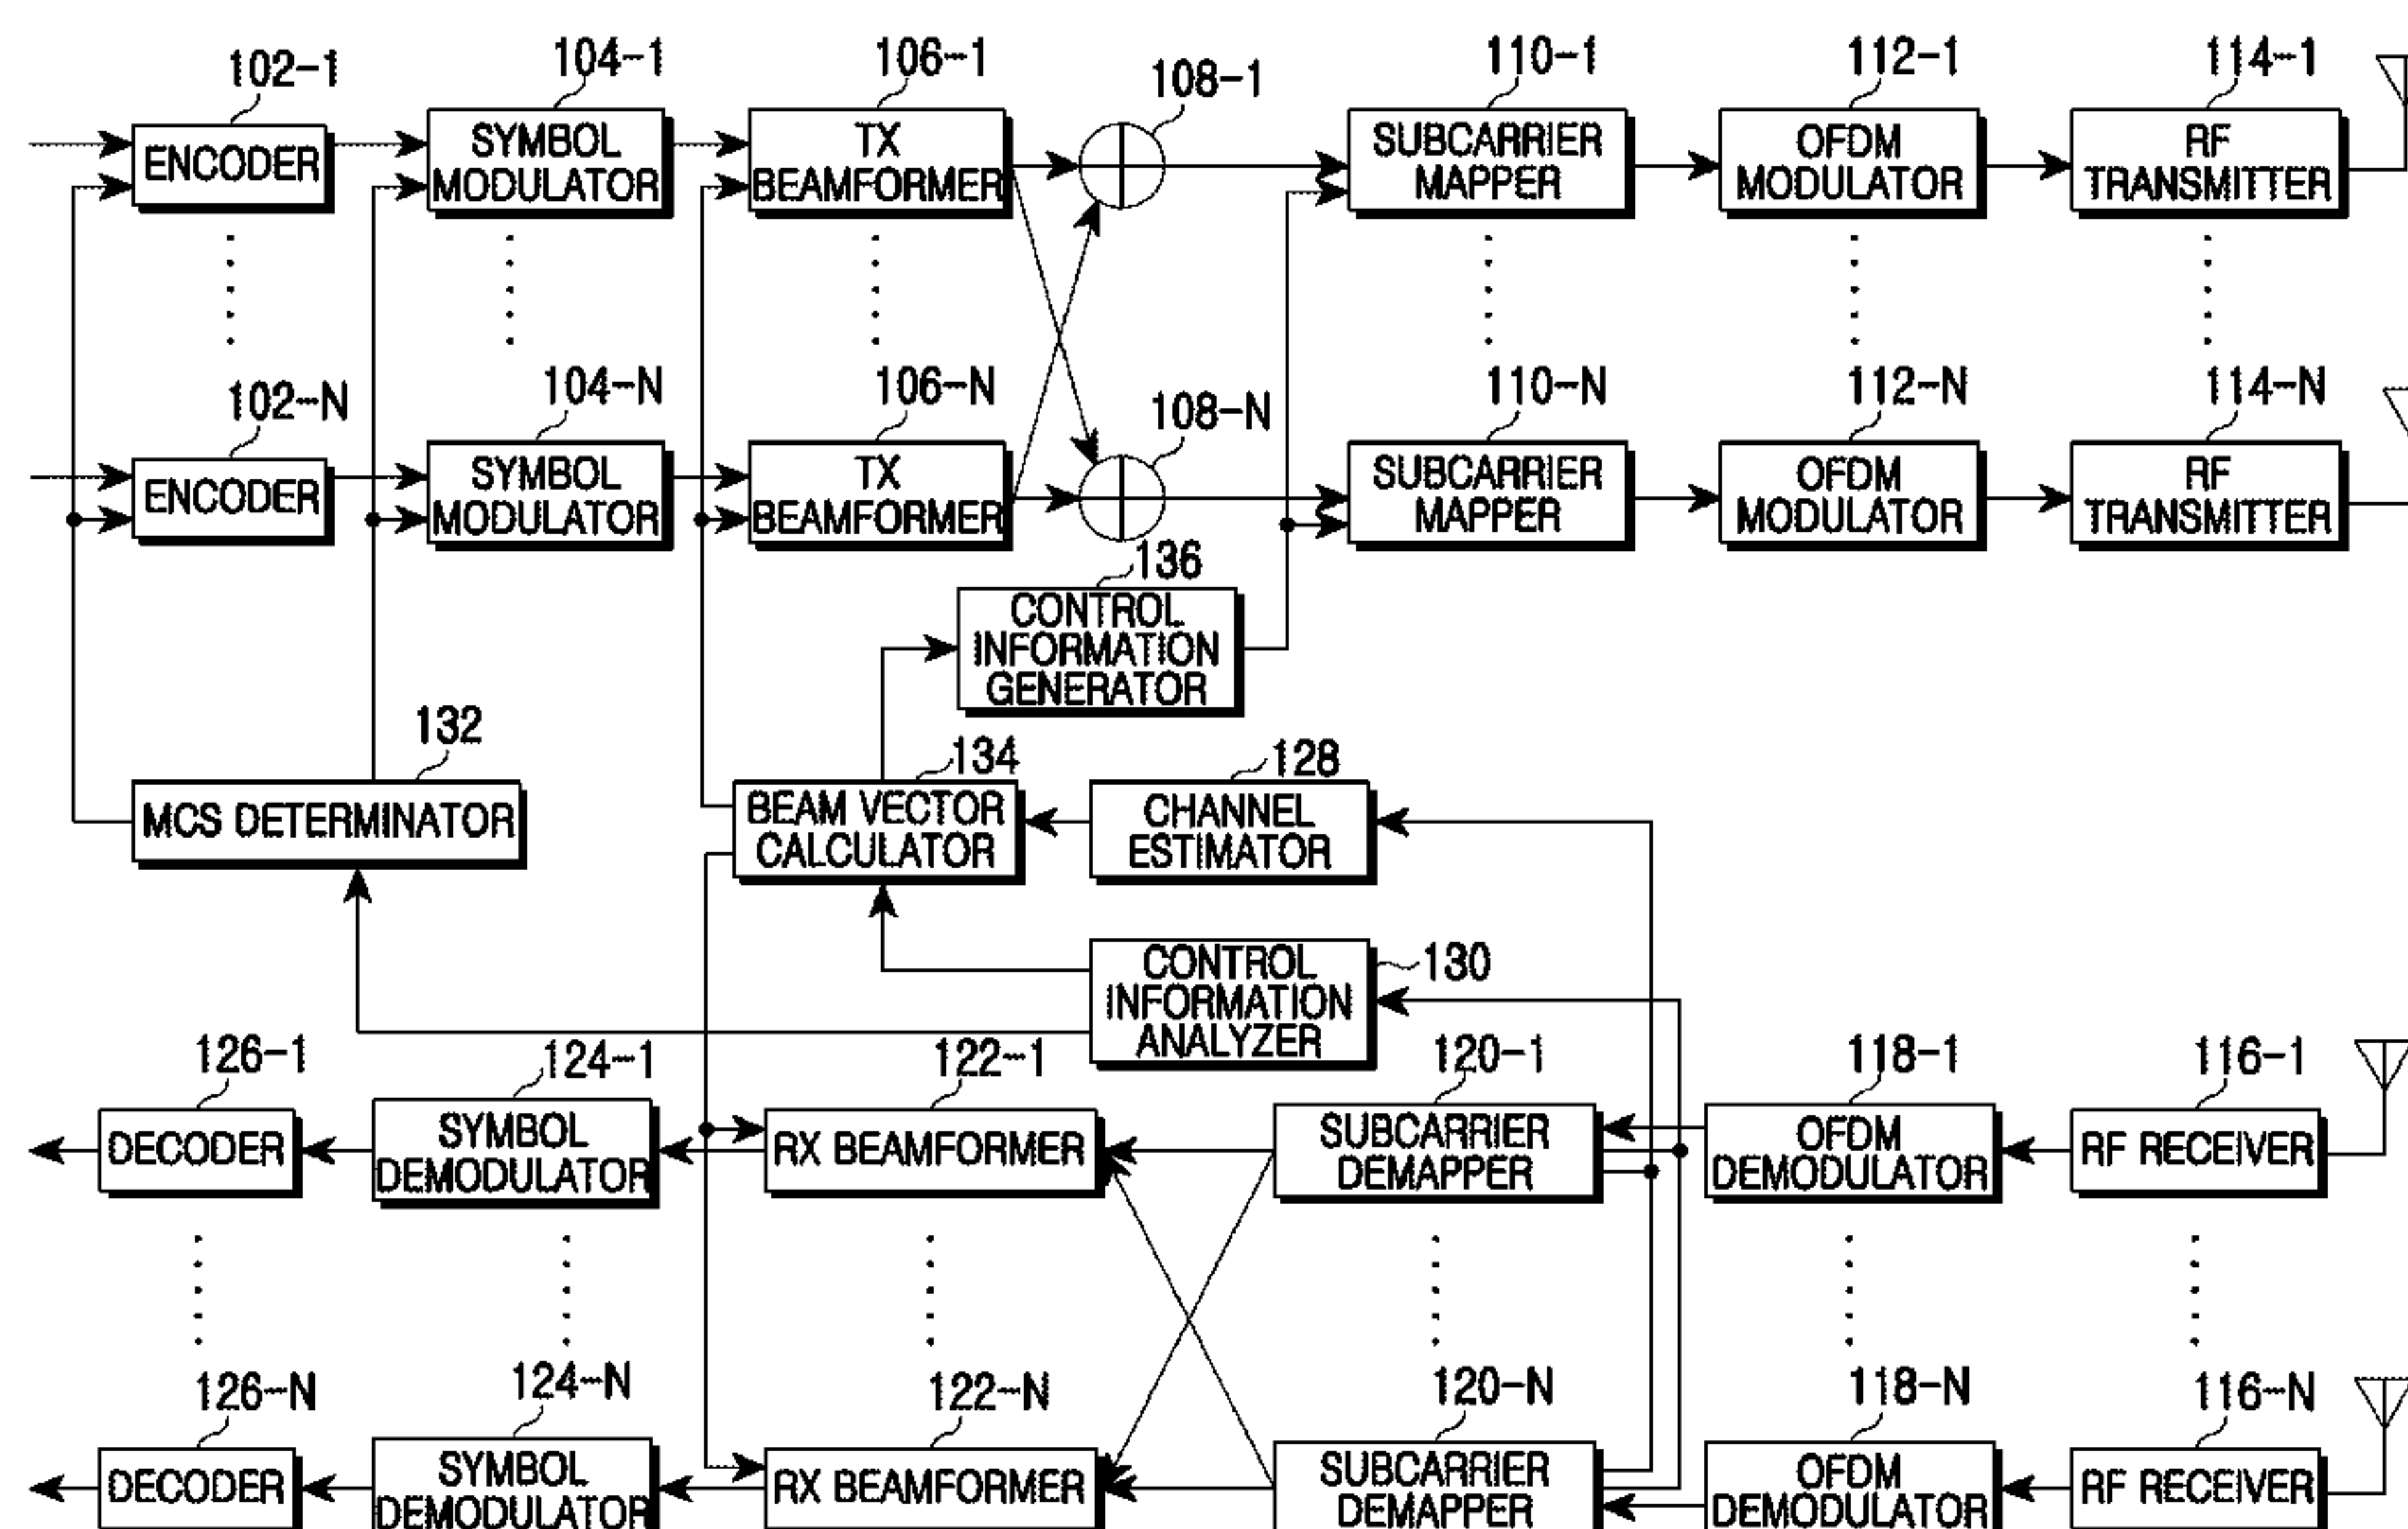 102-1
104-1
106-1
108-1
110-1
112-1
114-1
ENCODER
SYMBOL
MODULATOR
TX
BEAMFORMER
SUBCARRIER
MAPPER
OFDM
MODULATOR
RF
TRANSMITTER
102-N
104-N
106-N
108-N
110-N
112-N
114-N
ENCODER
SYMBOL
MODULATOR
TX
BEAMFORMER
SUBCARRIER
MAPPER
OFDM
MODULATOR
RF
TRANSMITTER
136
CONTROL
INFORMATION
GENERATOR
132
134
128
MCS DETERMINATOR
BEAM VECTOR
CALCULATOR
CHANNEL
ESTIMATOR
130
CONTROL
INFORMATION
ANALYZER
126-1
124-1
122-1
120-1
118-1
116-1
DECODER
SYMBOL
DEMODULATOR
RX BEAMFORMER
SUBCARRIER
DEMAPPER
OFDM
DEMODULATOR
RF RECEIVER
126-N
124-N
122-N
120-N
118-N
116-N
DECODER
SYMBOL
DEMODULATOR
RX BEAMFORMER
SUBCARRIER
DEMAPPER
OFDM
DEMODULATOR
RF RECEIVER